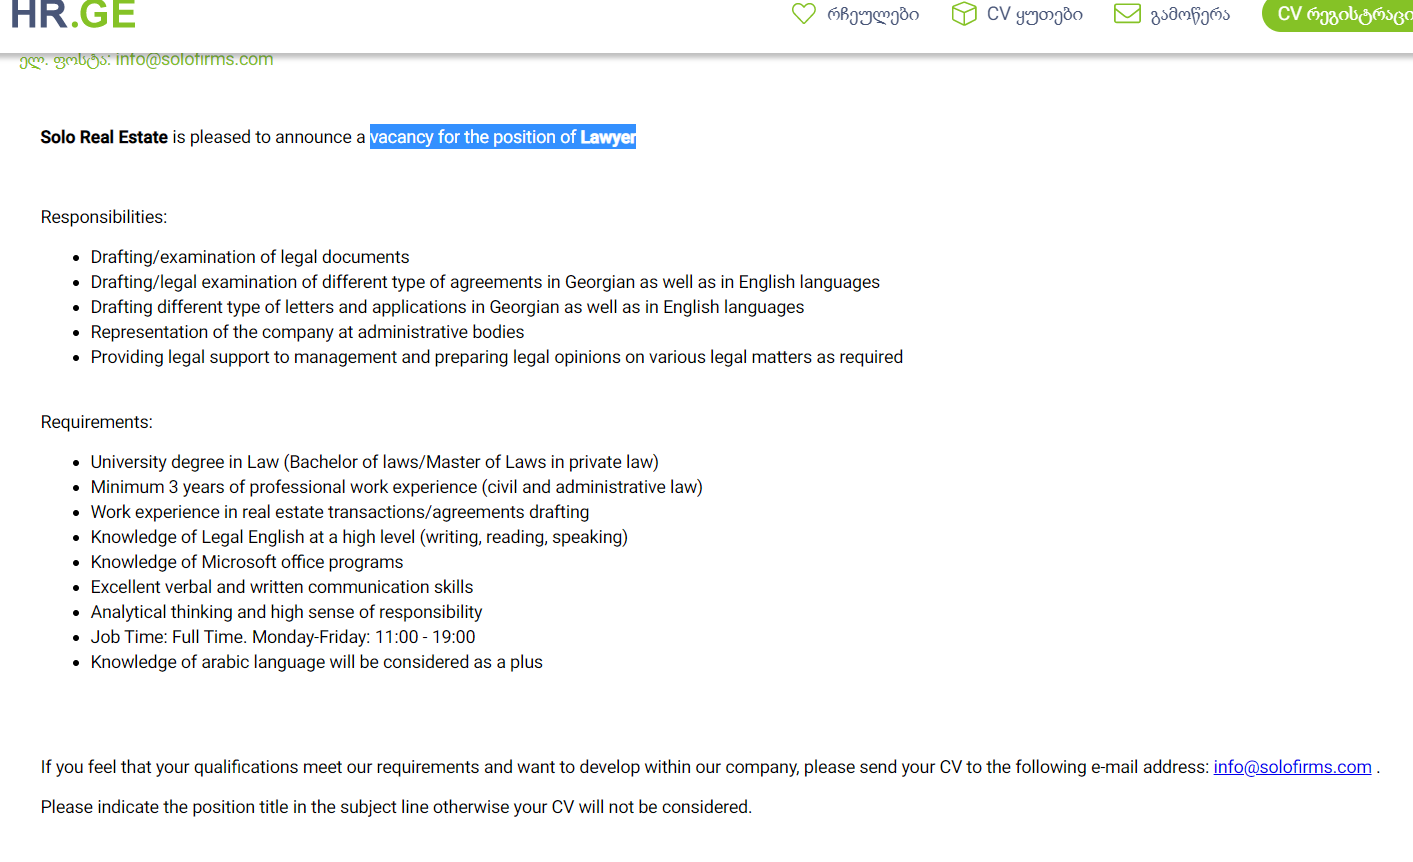 HR.GE
რჩეულები
CV ყუთები
გამოწერა
CV რეგისტრაცი
ელ. ფოსტა: info@solofirms.com
Solo Real Estate is pleased to announce a vacancy for the position of Lawyer
Responsibilities:
• Drafting/examination of legal documents
• Drafting/legal examination of different type of agreements in Georgian as well as in English languages
• Drafting different type of letters and applications in Georgian as well as in English languages
• Representation of the company at administrative bodies
• Providing legal support to management and preparing legal opinions on various legal matters as required
Requirements:
• University degree in Law (Bachelor of laws/Master of Laws in private law)
• Minimum 3 years of professional work experience (civil and administrative law)
• Work experience in real estate transactions/agreements drafting
• Knowledge of Legal English at a high level (writing, reading, speaking)
• Knowledge of Microsoft office programs
• Excellent verbal and written communication skills
• Analytical thinking and high sense of responsibility
• Job Time: Full Time. Monday-Friday: 11:00 - 19:00
• Knowledge of arabic language will be considered as a plus
If you feel that your qualifications meet our requirements and want to develop within our company, please send your CV to the following e-mail address: info@solofirms.com .
Please indicate the position title in the subject line otherwise your CV will not be considered.